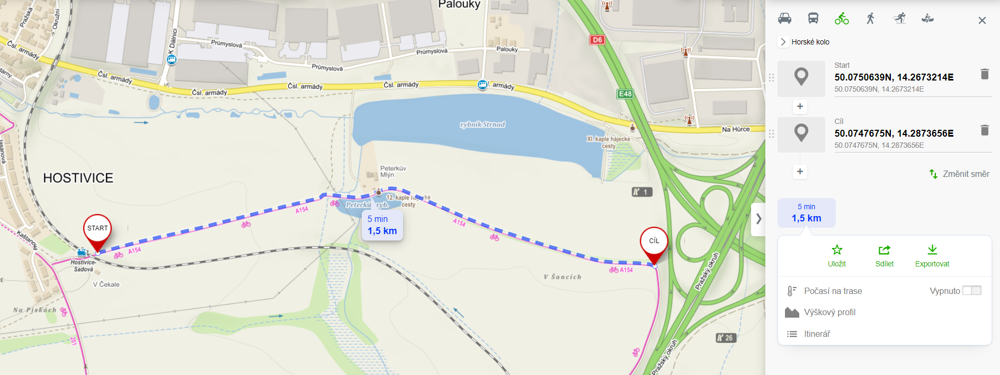 Palouky
Pražská
Okružní
K Dálnici
Průmyslová
Průmyslová
Průmyslová
Palouky
D6
Čsl. armády
Čsl. armády
Čsl. armády
Čsl. armády
Čsl. armády
l. armády
E48
Na Hůrce
rybník Strnad
XI. kaple hájecké
cesty
Jasanová
HOSTIVICE
Peterkův
Mlýn
1
12. kaple hájecké
cesty
Peterkův ryb.
A154
A154
A154
A154
5 min
1,5 km
START
CÍL
Kaštanová
Hostivice-
Sadová
V Čekale
V Šancích
Pražský okruh
Na Pískách
201
26
Pražský okruh
Horské kolo
Start
50.0750639N, 14.2673214E
50.0750639N, 14.2673214E
+
Cíl
50.0747675N, 14.2873656E
50.0747675N, 14.2873656E
+
Změnit směr
5 min
1,5 km
Uložit
Sdílet
Exportovat
Počasí na trase
Vypnuto
Výškový profil
Itinerář